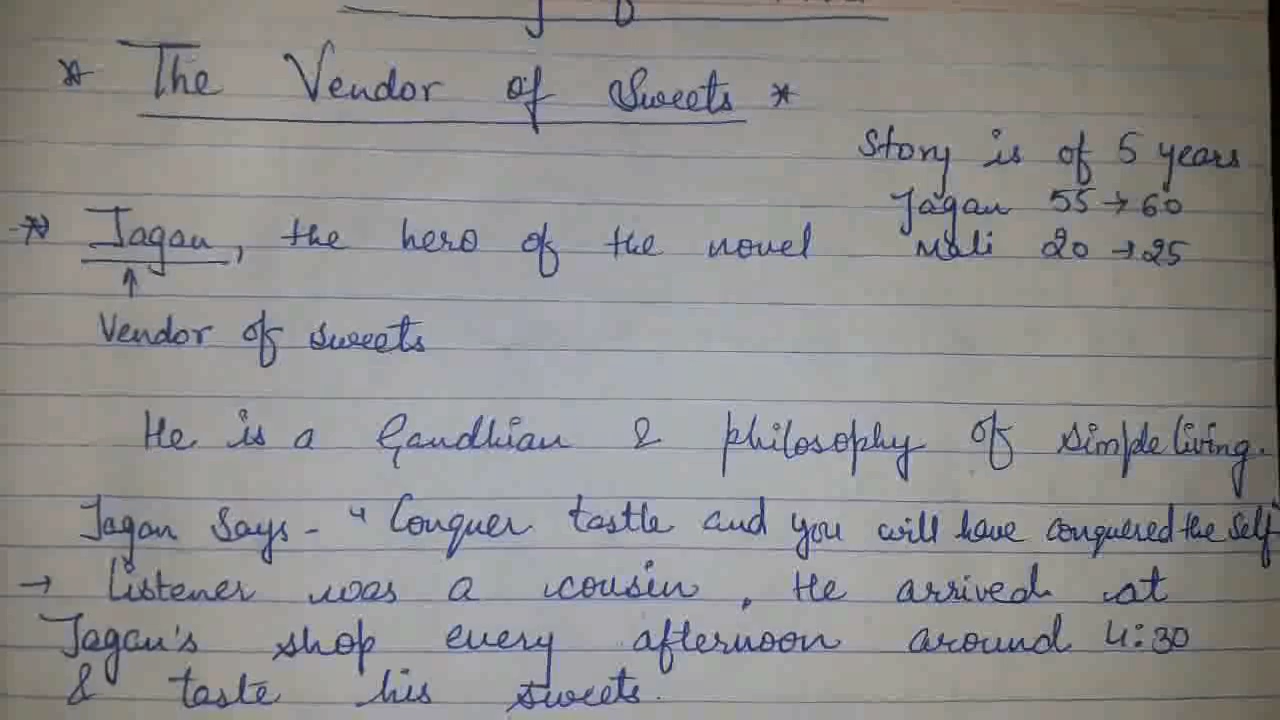 * The Vendor of Sweets *
Story is of 5 years
Jagan 55 → 60
Mali 20 → 25
* Jagan, the hero of the novel
↑
Vendor of sweets
He is a Gandhian & philosophy of simple living.
Jagan says - "Conquer tastle and you will have conquered the self
→ Listener was a cousin, He arrived at
Jagan's shop every afternoon around 4:30
& taste his sweets.